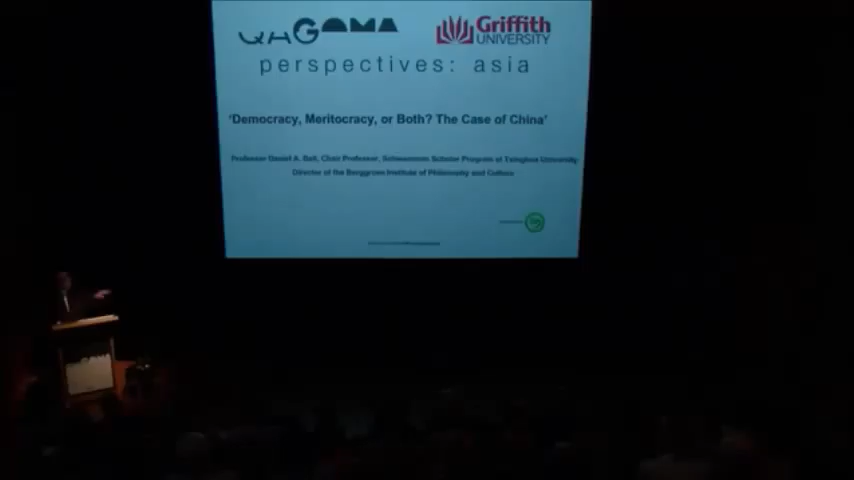 QAGOMA
Griffith
UNIVERSITY
perspectives: asia
'Democracy, Meritocracy, or Both? The Case of China'
Professor Daniel A. Bell, Chair Professor, Schwarzman Scholar Program at Tsinghua University
Director of the Berggruen Institute of Philosophy and Culture